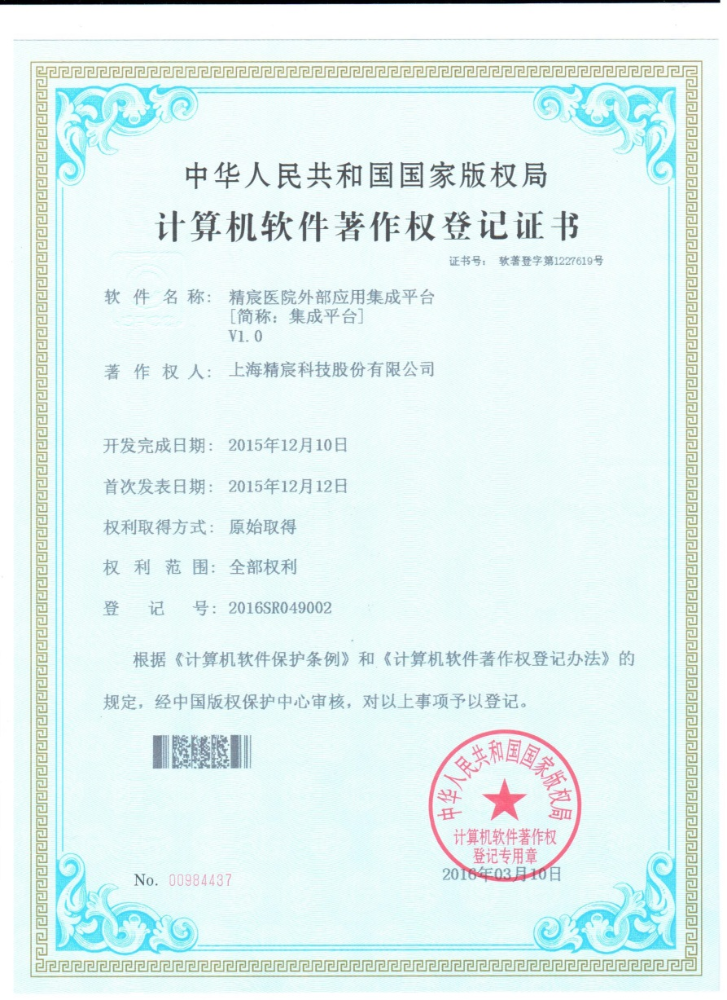 中华人民共和国国家版权局
计算机软件著作权登记证书
证书号： 软著登字第1227619号
软件名称： 精宸医院外部应用集成平台
[简称：集成平台]
V1.0
著作权人： 上海精宸科技股份有限公司
开发完成日期： 2015年12月10日
首次发表日期： 2015年12月12日
权利取得方式： 原始取得
权利范围： 全部权利
登记号： 2016SR049002
根据《计算机软件保护条例》和《计算机软件著作权登记办法》的
规定，经中国版权保护中心审核，对以上事项予以登记。
中华人民共和国国家版权局
计算机软件著作权
登记专用章
2016年03月10日
No. 00984437